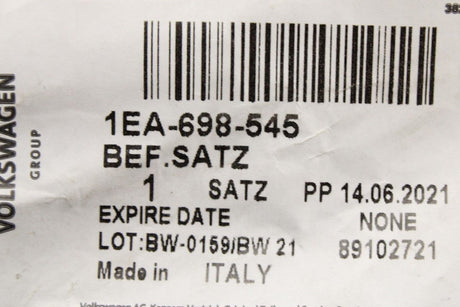 VOLKSWAGEN
GROUP
1EA-698-545
BEF.SATZ
1 SATZ PP 14.06.2021
EXPIRE DATE NONE
LOT:BW-0159/BW 21 89102721
Made in ITALY